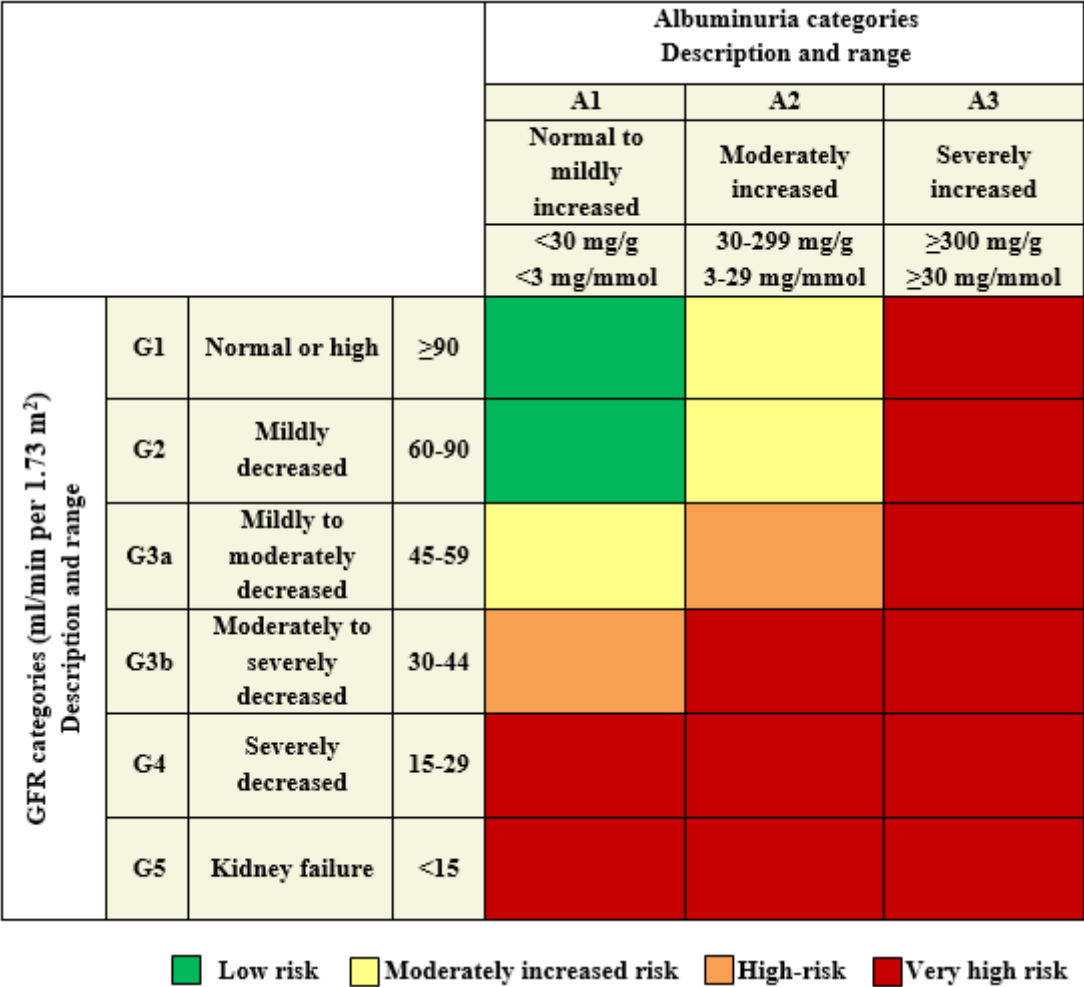 Albuminuria categories
Description and range
A1 A2 A3
Normal to
mildly
increased
Moderately
increased
Severely
increased
<30 mg/g
<3 mg/mmol
30-299 mg/g
3-29 mg/mmol
≥300 mg/g
≥30 mg/mmol
GFR categories (ml/min per 1.73 m²)
Description and range
G1 Normal or high ≥90
G2 Mildly
decreased 60-90
G3a Mildly to
moderately
decreased 45-59
G3b Moderately to
severely
decreased 30-44
G4 Severely
decreased 15-29
G5 Kidney failure <15
Low risk Moderately increased risk High-risk Very high risk